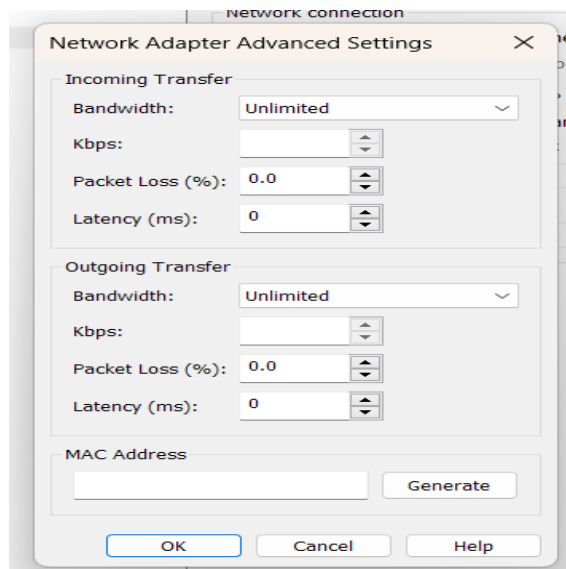 Network connection
Network Adapter Advanced Settings
Incoming Transfer
Bandwidth: Unlimited
Kbps:
Packet Loss (%): 0.0
Latency (ms): 0
Outgoing Transfer
Bandwidth: Unlimited
Kbps:
Packet Loss (%): 0.0
Latency (ms): 0
MAC Address
Generate
OK Cancel Help